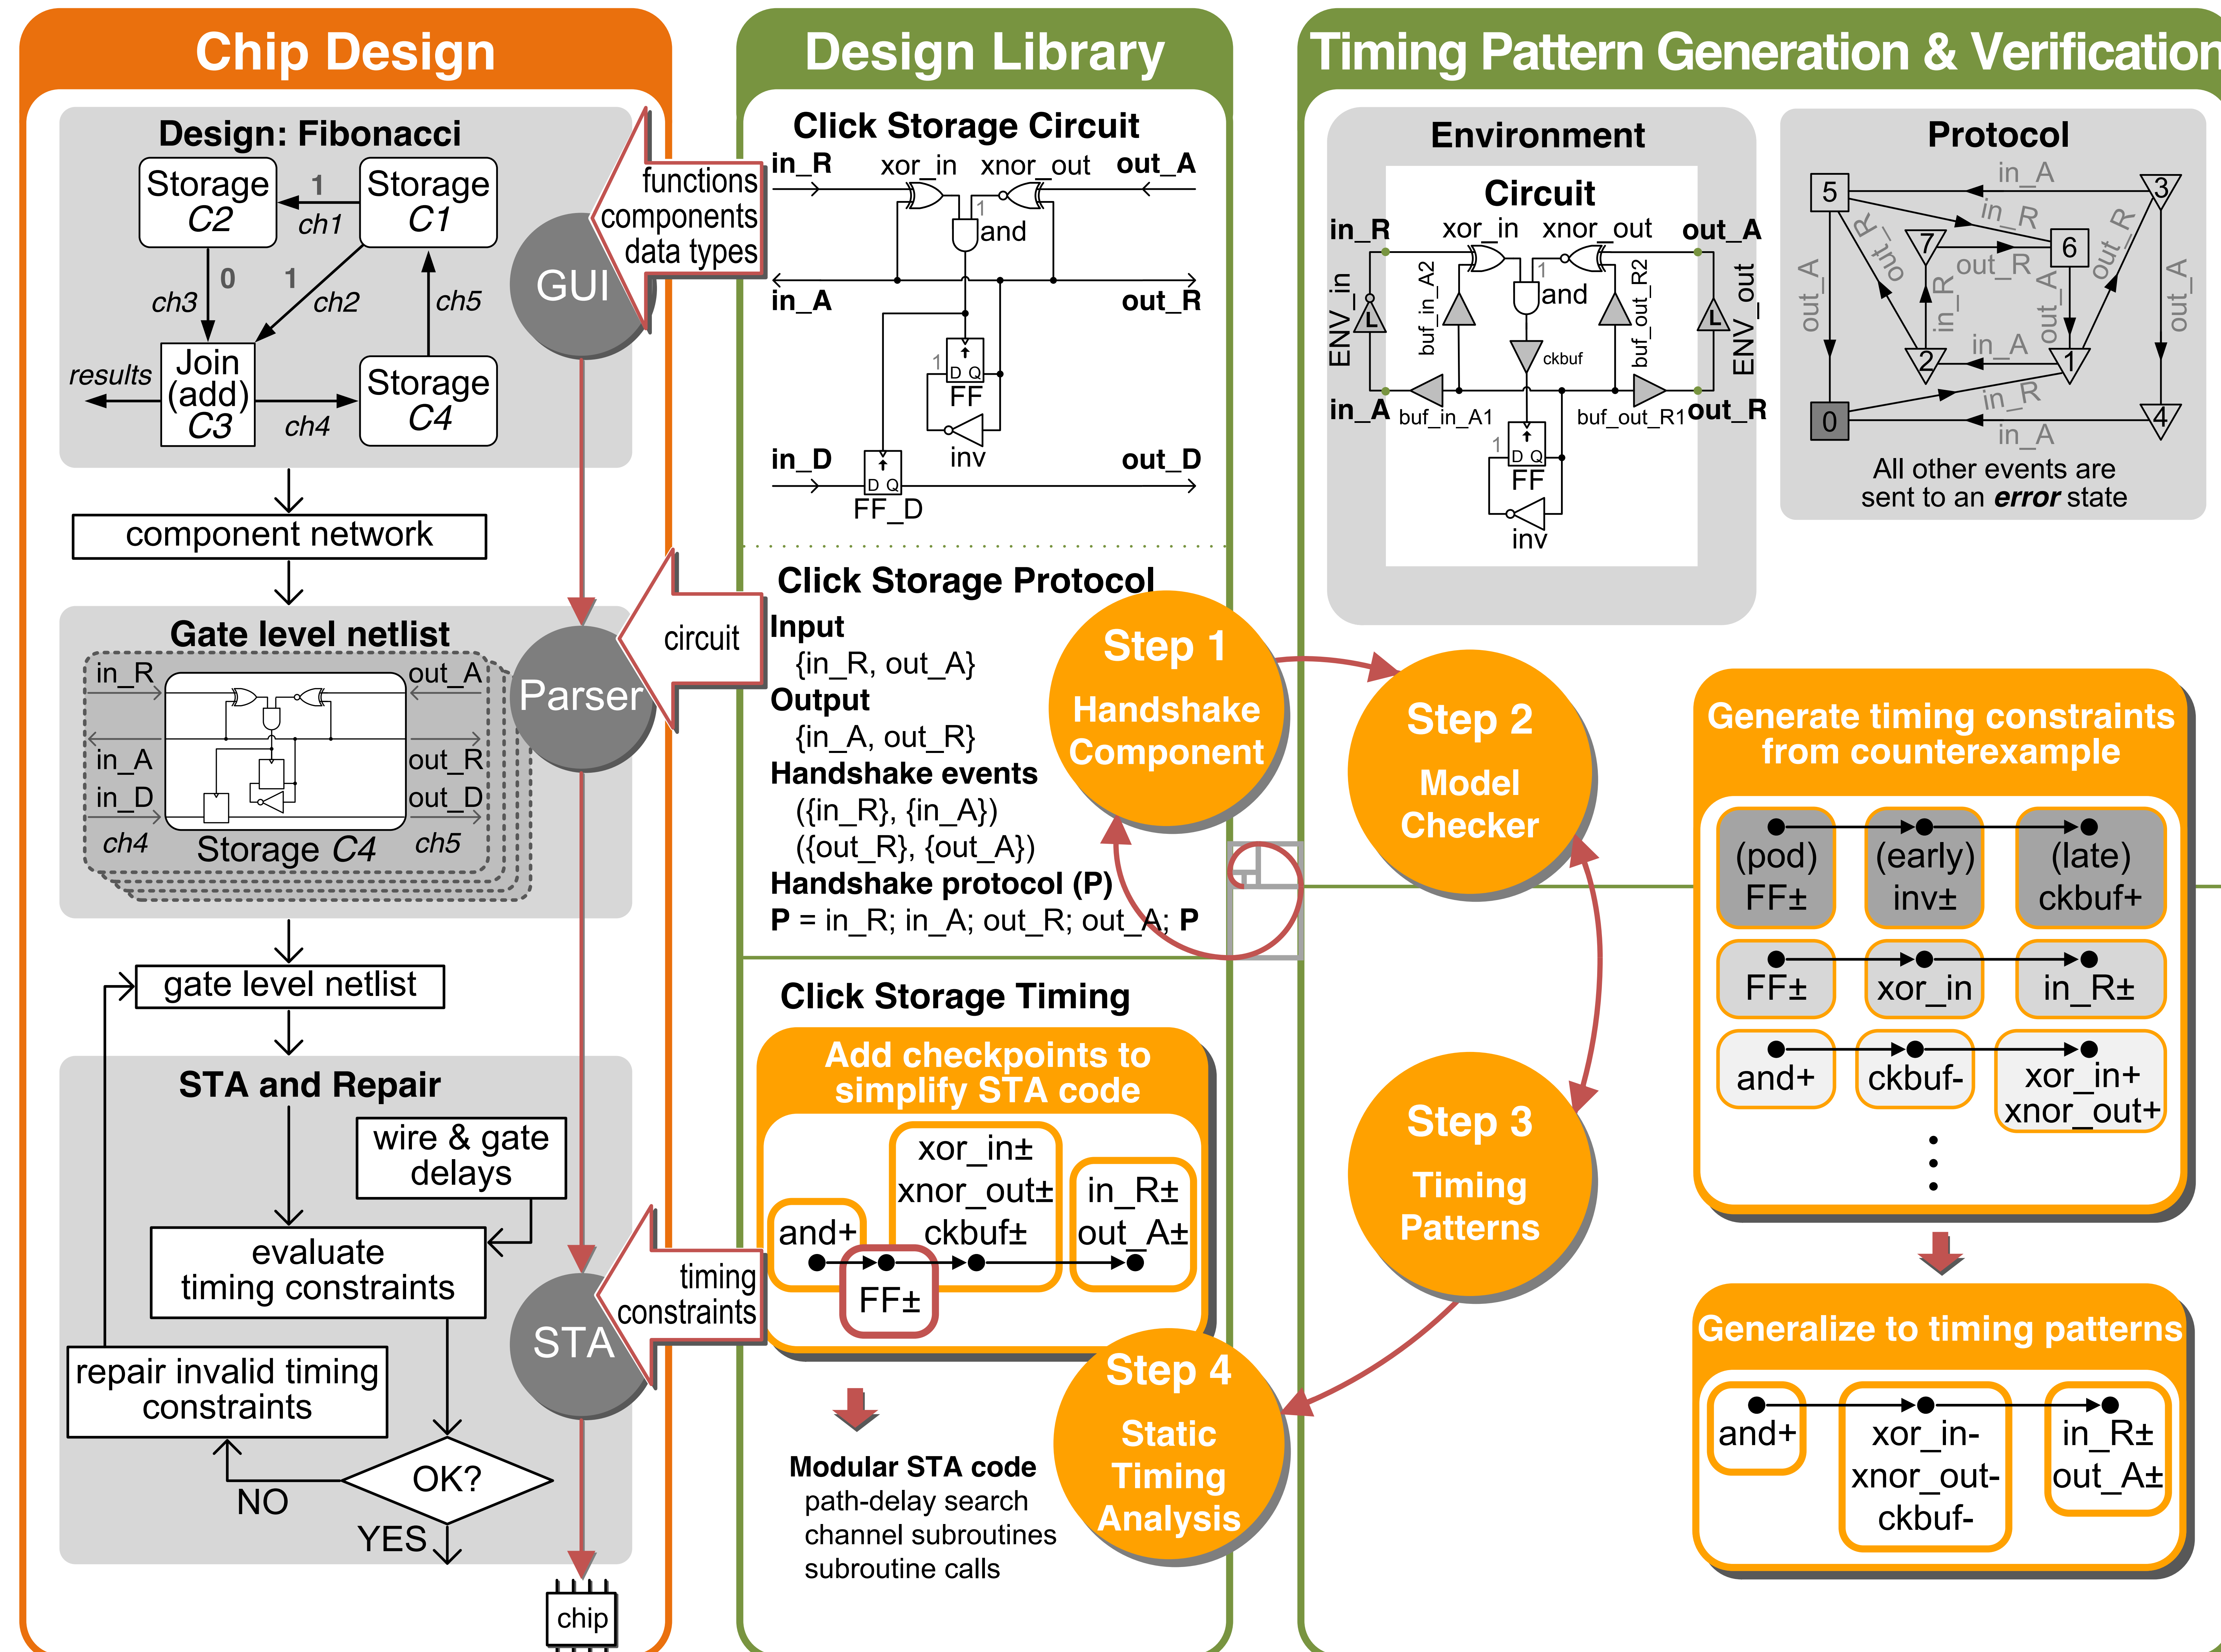 Chip Design
Design: Fibonacci
Storage
C2
1
ch1
Storage
C1
0
ch3
1
ch2
ch5
results
Join
(add)
C3
ch4
Storage
C4
component network
Gate level netlist
in_R
out_A
in_A
out_R
in_D
out_D
ch4
Storage C4
ch5
gate level netlist
STA and Repair
wire & gate
delays
evaluate
timing constraints
repair invalid timing
constraints
OK?
NO
YES
GUI
Parser
STA
chip
functions
components
data types
circuit
timing
constraints
Design Library
Click Storage Circuit
in_R
xor_in
xnor_out
out_A
1
and
in_A
out_R
1
D Q
FF
inv
in_D
out_D
D Q
FF_D
Click Storage Protocol
Input
{in_R, out_A}
Output
{in_A, out_R}
Handshake events
({in_R}, {in_A})
({out_R}, {out_A})
Handshake protocol (P)
P = in_R; in_A; out_R; out_A; P
Click Storage Timing
Add checkpoints to
simplify STA code
xor_in±
xnor_out±
ckbuf±
in_R±
out_A±
and+
FF±
Modular STA code
path-delay search
channel subroutines
subroutine calls
Step 1
Handshake
Component
Step 2
Model
Checker
Step 3
Timing
Patterns
Step 4
Static
Timing
Analysis
Timing Pattern Generation & Verification
Environment
Circuit
in_R
xor_in
xnor_out
out_A
ENV_in
L
buf_in_A2
1
and
buf_out_R2
L
ENV_out
ckbuf
in_A
buf_in_A1
buf_out_R1
out_R
1
D Q
FF
inv
Protocol
5
in_A
3
in_R
out_R
7
6
out_R
out_R
out_A
in_R
out_A
out_A
2
in_A
1
0
in_R
4
in_A
All other events are
sent to an error state
Generate timing constraints
from counterexample
(pod)
FF±
(early)
inv±
(late)
ckbuf+
FF±
xor_in
in_R±
and+
ckbuf-
xor_in+
xnor_out+
Generalize to timing patterns
and+
xor_in-
xnor_out-
ckbuf-
in_R±
out_A±